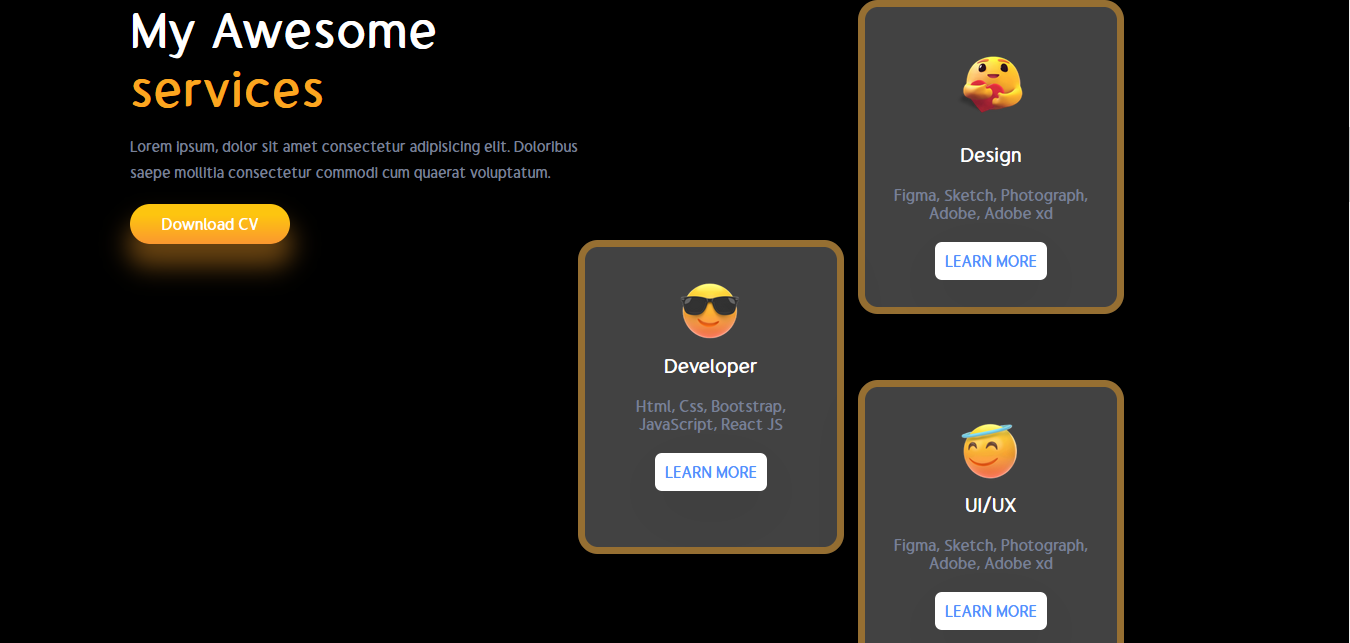 My Awesome
services
Lorem ipsum, dolor sit amet consectetur adipisicing elit. Doloribus
saepe mollitia consectetur commodi cum quaerat voluptatum.
Download CV
Design
Figma, Sketch, Photograph,
Adobe, Adobe xd
LEARN MORE
Developer
Html, Css, Bootstrap,
JavaScript, React JS
LEARN MORE
UI/UX
Figma, Sketch, Photograph,
Adobe, Adobe xd
LEARN MORE